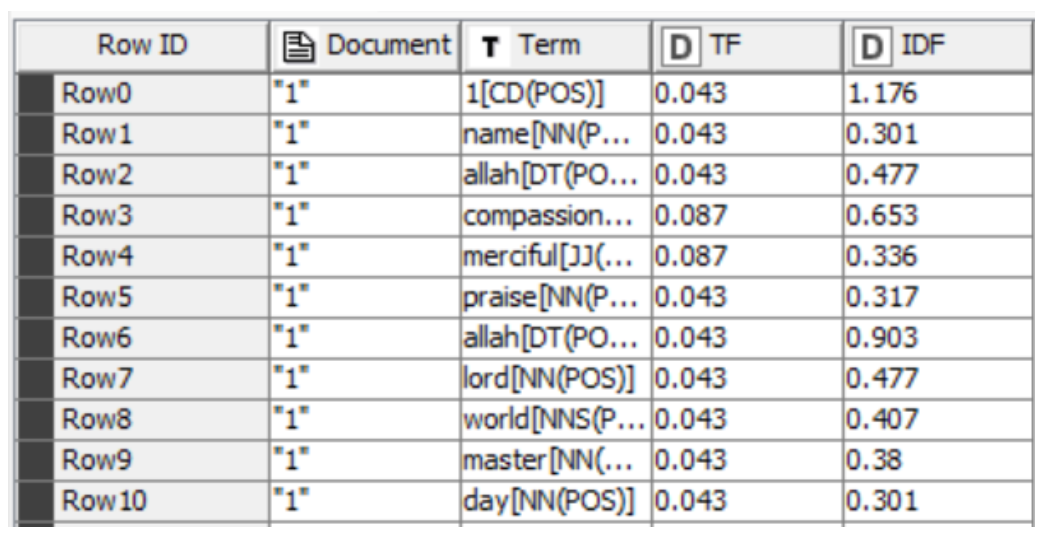 Row ID Document T Term D TF D IDF
Row0 "1" 1[CD(POS)] 0.043 1.176
Row1 "1" name[NN(P... 0.043 0.301
Row2 "1" allah[DT(PO... 0.043 0.477
Row3 "1" compassion... 0.087 0.653
Row4 "1" merciful[JJ(... 0.087 0.336
Row5 "1" praise[NN(P... 0.043 0.317
Row6 "1" allah[DT(PO... 0.043 0.903
Row7 "1" lord[NN(POS)] 0.043 0.477
Row8 "1" world[NNS(P... 0.043 0.407
Row9 "1" master[NN(... 0.043 0.38
Row10 "1" day[NN(POS)] 0.043 0.301